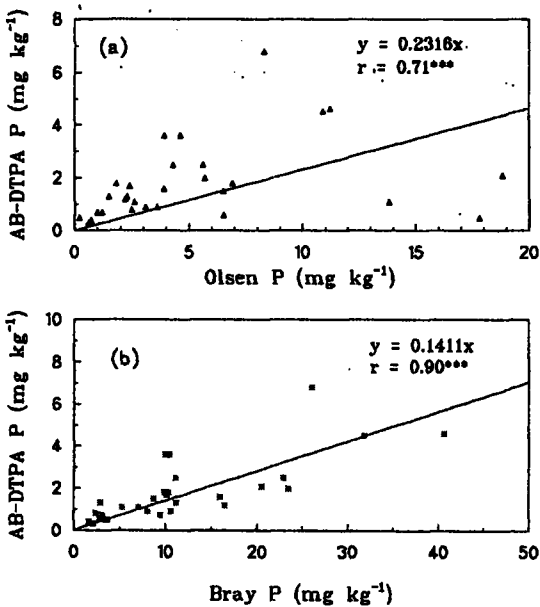 (a)
y = 0.2316x
r = 0.71***
AB-DTPA P (mg kg⁻¹)
8
6
4
2
0
0 5 10 15 20
Olsen P (mg kg⁻¹)
(b)
y = 0.1411x
r = 0.90***
AB-DTPA P (mg kg⁻¹)
10
8
6
4
2
0
0 10 20 30 40 50
Bray P (mg kg⁻¹)